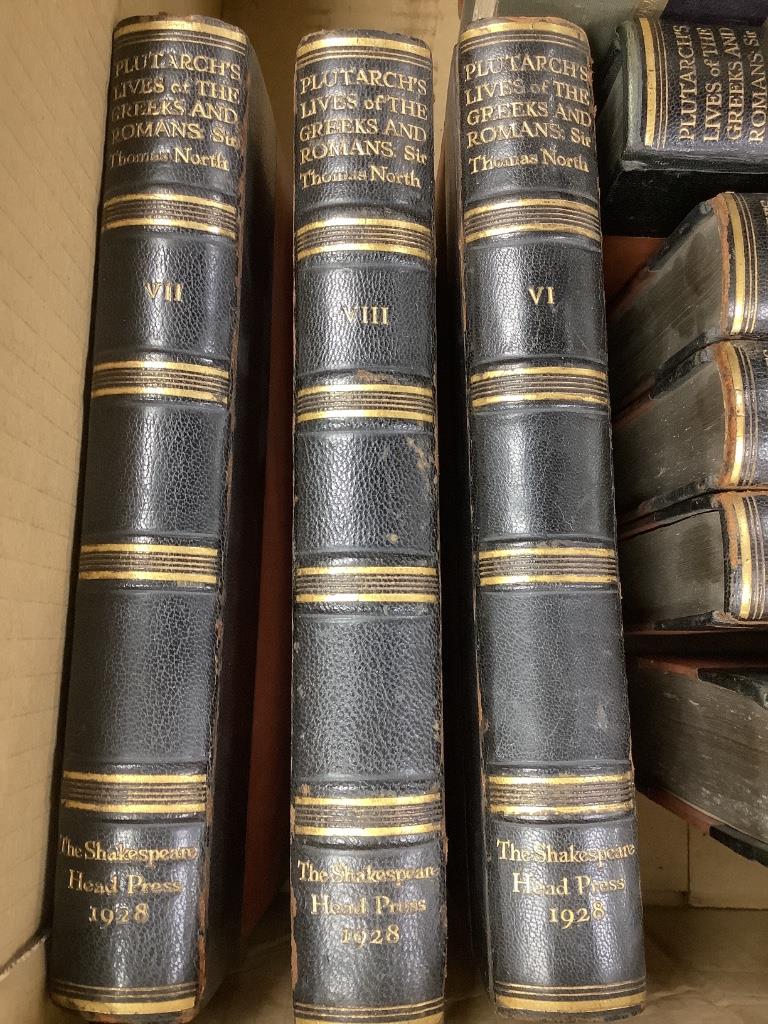 PLUTARCH'S
LIVES of THE
GREEKS AND
ROMANS: Sir
Thomas North
VII
The Shakespeare
Head Press
1928
PLUTARCH'S
LIVES of THE
GREEKS AND
ROMANS: Sir
Thomas North
VIII
The Shakespeare
Head Press
1928
PLUTARCH'S
LIVES of THE
GREEKS AND
ROMANS: Sir
Thomas North
VI
The Shakespeare
Head Press
1928
PLUTARCH'S
LIVES of THE
GREEKS AND
ROMANS: Sir